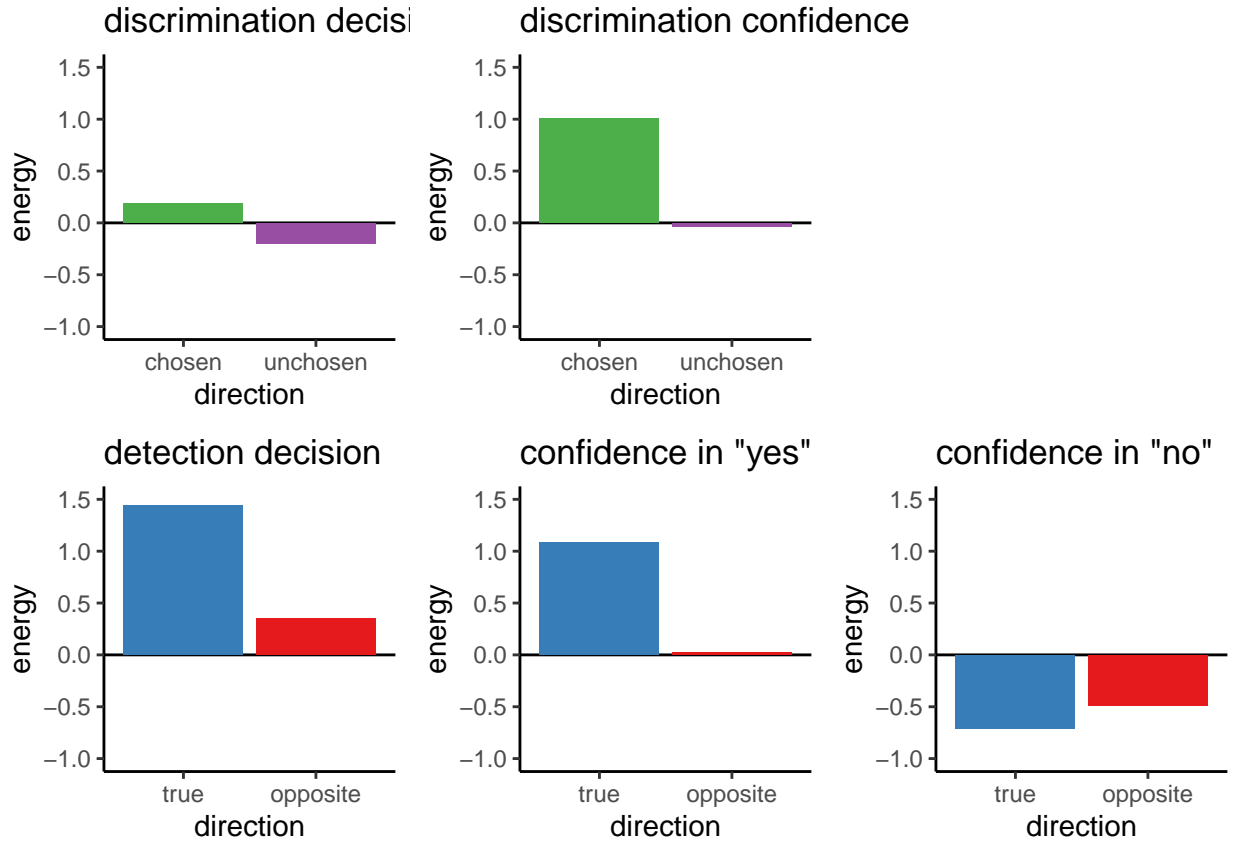 discrimination decisi
energy
1.5
1.0
0.5
0.0
−0.5
−1.0
chosen unchosen
direction
discrimination confidence
energy
1.5
1.0
0.5
0.0
−0.5
−1.0
chosen unchosen
direction
detection decision
energy
1.5
1.0
0.5
0.0
−0.5
−1.0
true opposite
direction
confidence in "yes"
energy
1.5
1.0
0.5
0.0
−0.5
−1.0
true opposite
direction
confidence in "no"
energy
1.5
1.0
0.5
0.0
−0.5
−1.0
true opposite
direction